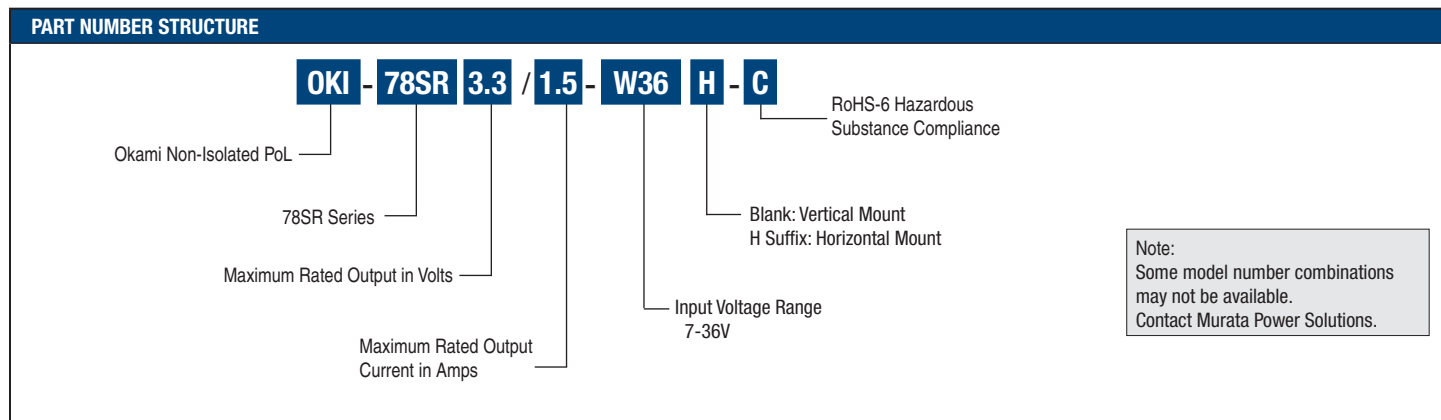 PART NUMBER STRUCTURE
OKI - 78SR 3.3 / 1.5 - W36 H - C
RoHS-6 Hazardous
Substance Compliance
Okami Non-Isolated PoL
78SR Series
Blank: Vertical Mount
H Suffix: Horizontal Mount
Maximum Rated Output in Volts
Input Voltage Range
7-36V
Maximum Rated Output
Current in Amps
Note:
Some model number combinations
may not be available.
Contact Murata Power Solutions.